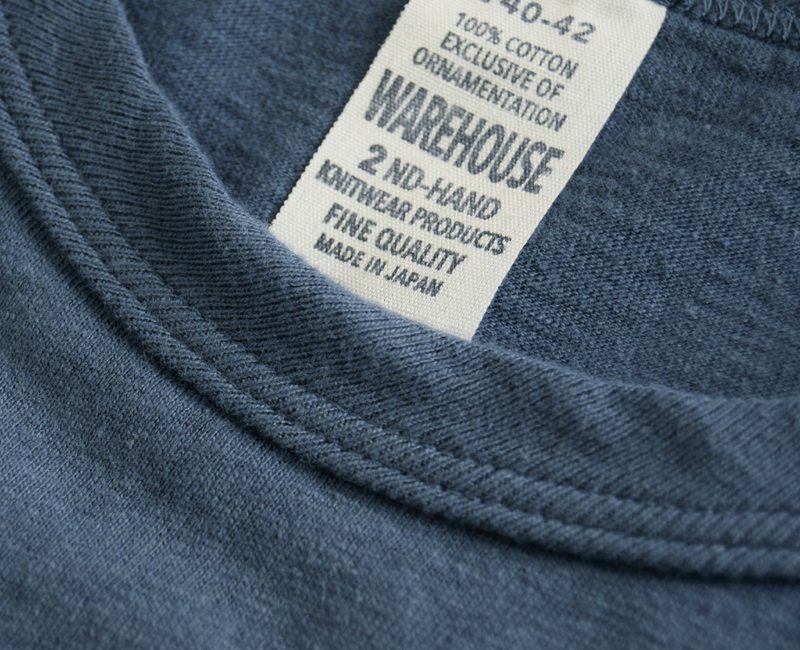 40-42
100% COTTON
EXCLUSIVE OF
ORNAMENTATION
WAREHOUSE
2 ND-HAND
KNITWEAR PRODUCTS
FINE QUALITY
MADE IN JAPAN